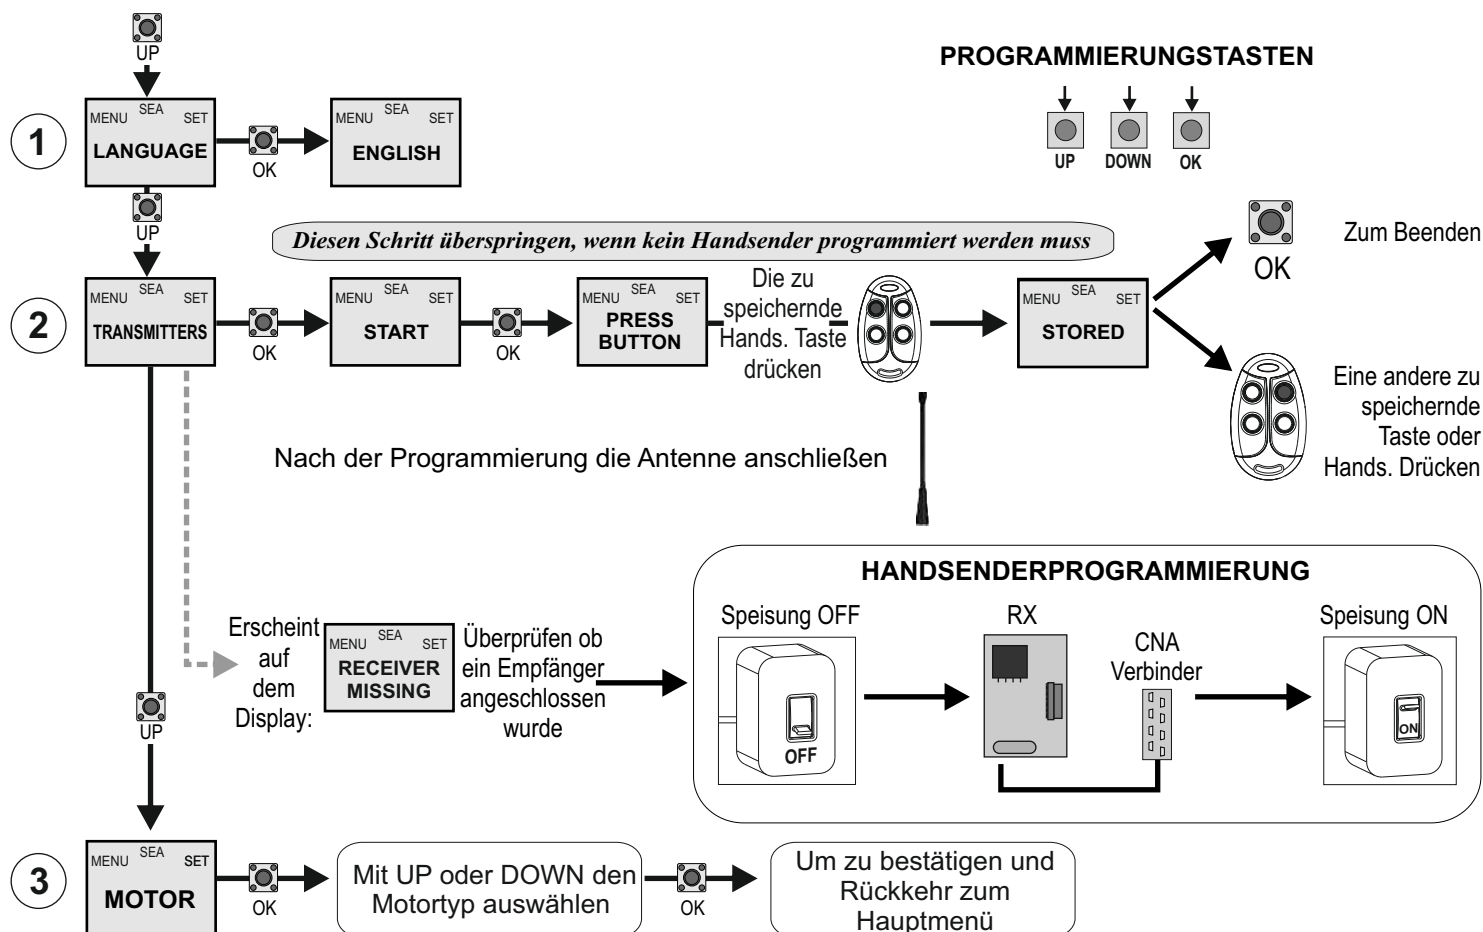 UP
PROGRAMMIERUNGSTASTEN
UP DOWN OK
1
MENU SEA SET
LANGUAGE
OK
MENU SEA SET
ENGLISH
UP
Diesen Schritt überspringen, wenn kein Handsender programmiert werden muss
2
MENU SEA SET
TRANSMITTERS
OK
MENU SEA SET
START
OK
MENU SEA SET
PRESS
BUTTON
Die zu
speichernde
Hands. Taste
drücken
MENU SEA SET
STORED
OK
Zum Beenden
Eine andere zu
speichernde
Taste oder
Hands. Drücken
Nach der Programmierung die Antenne anschließen
Erscheint
auf
dem
Display:
MENU SEA SET
RECEIVER
MISSING
Überprüfen ob
ein Empfänger
angeschlossen
wurde
HANDSENDERPROGRAMMIERUNG
Speisung OFF
OFF
RX
CNA
Verbinder
Speisung ON
ON
UP
3
MENU SEA SET
MOTOR
OK
Mit UP oder DOWN den
Motortyp auswählen
OK
Um zu bestätigen und
Rückkehr zum
Hauptmenü